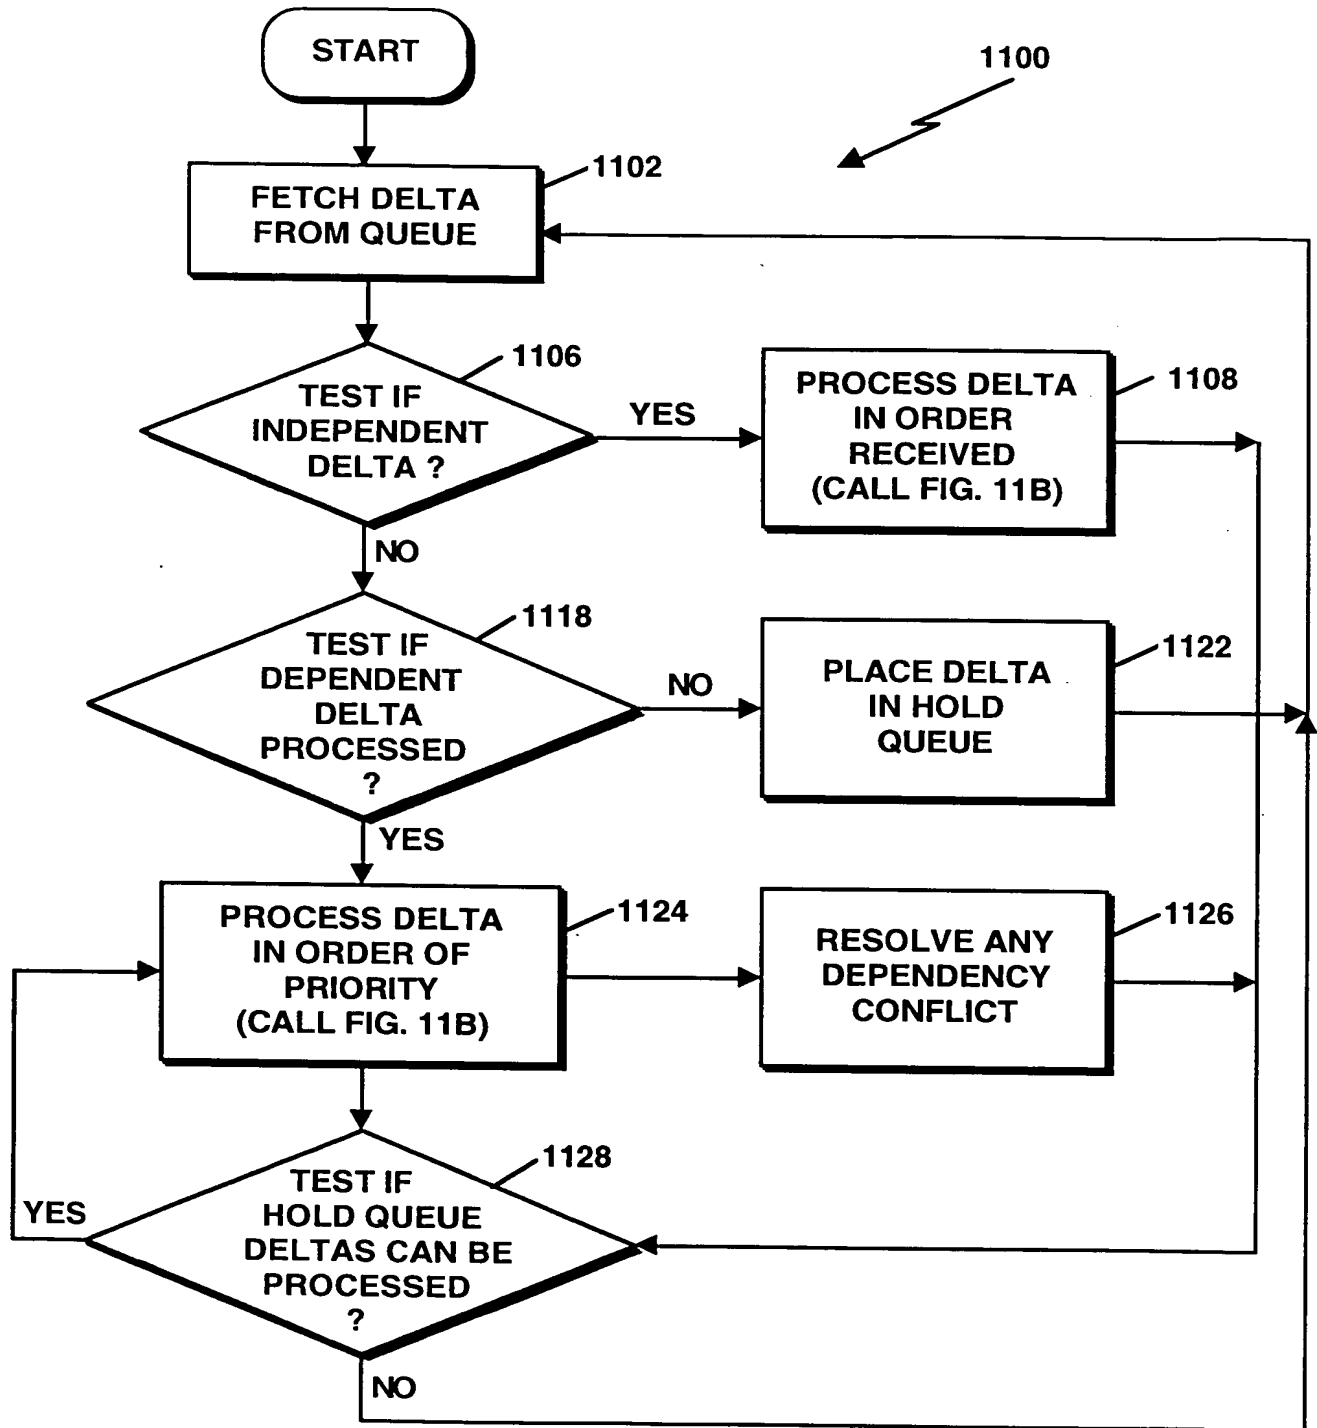 START
1100
1102
FETCH DELTA
FROM QUEUE
1106
TEST IF
INDEPENDENT
DELTA ?
YES
PROCESS DELTA
IN ORDER
RECEIVED
(CALL FIG. 11B)
1108
NO
1118
TEST IF
DEPENDENT
DELTA
PROCESSED
?
NO
PLACE DELTA
IN HOLD
QUEUE
1122
YES
PROCESS DELTA
IN ORDER OF
PRIORITY
(CALL FIG. 11B)
1124
RESOLVE ANY
DEPENDENCY
CONFLICT
1126
1128
TEST IF
HOLD QUEUE
DELTAS CAN BE
PROCESSED
?
YES
NO